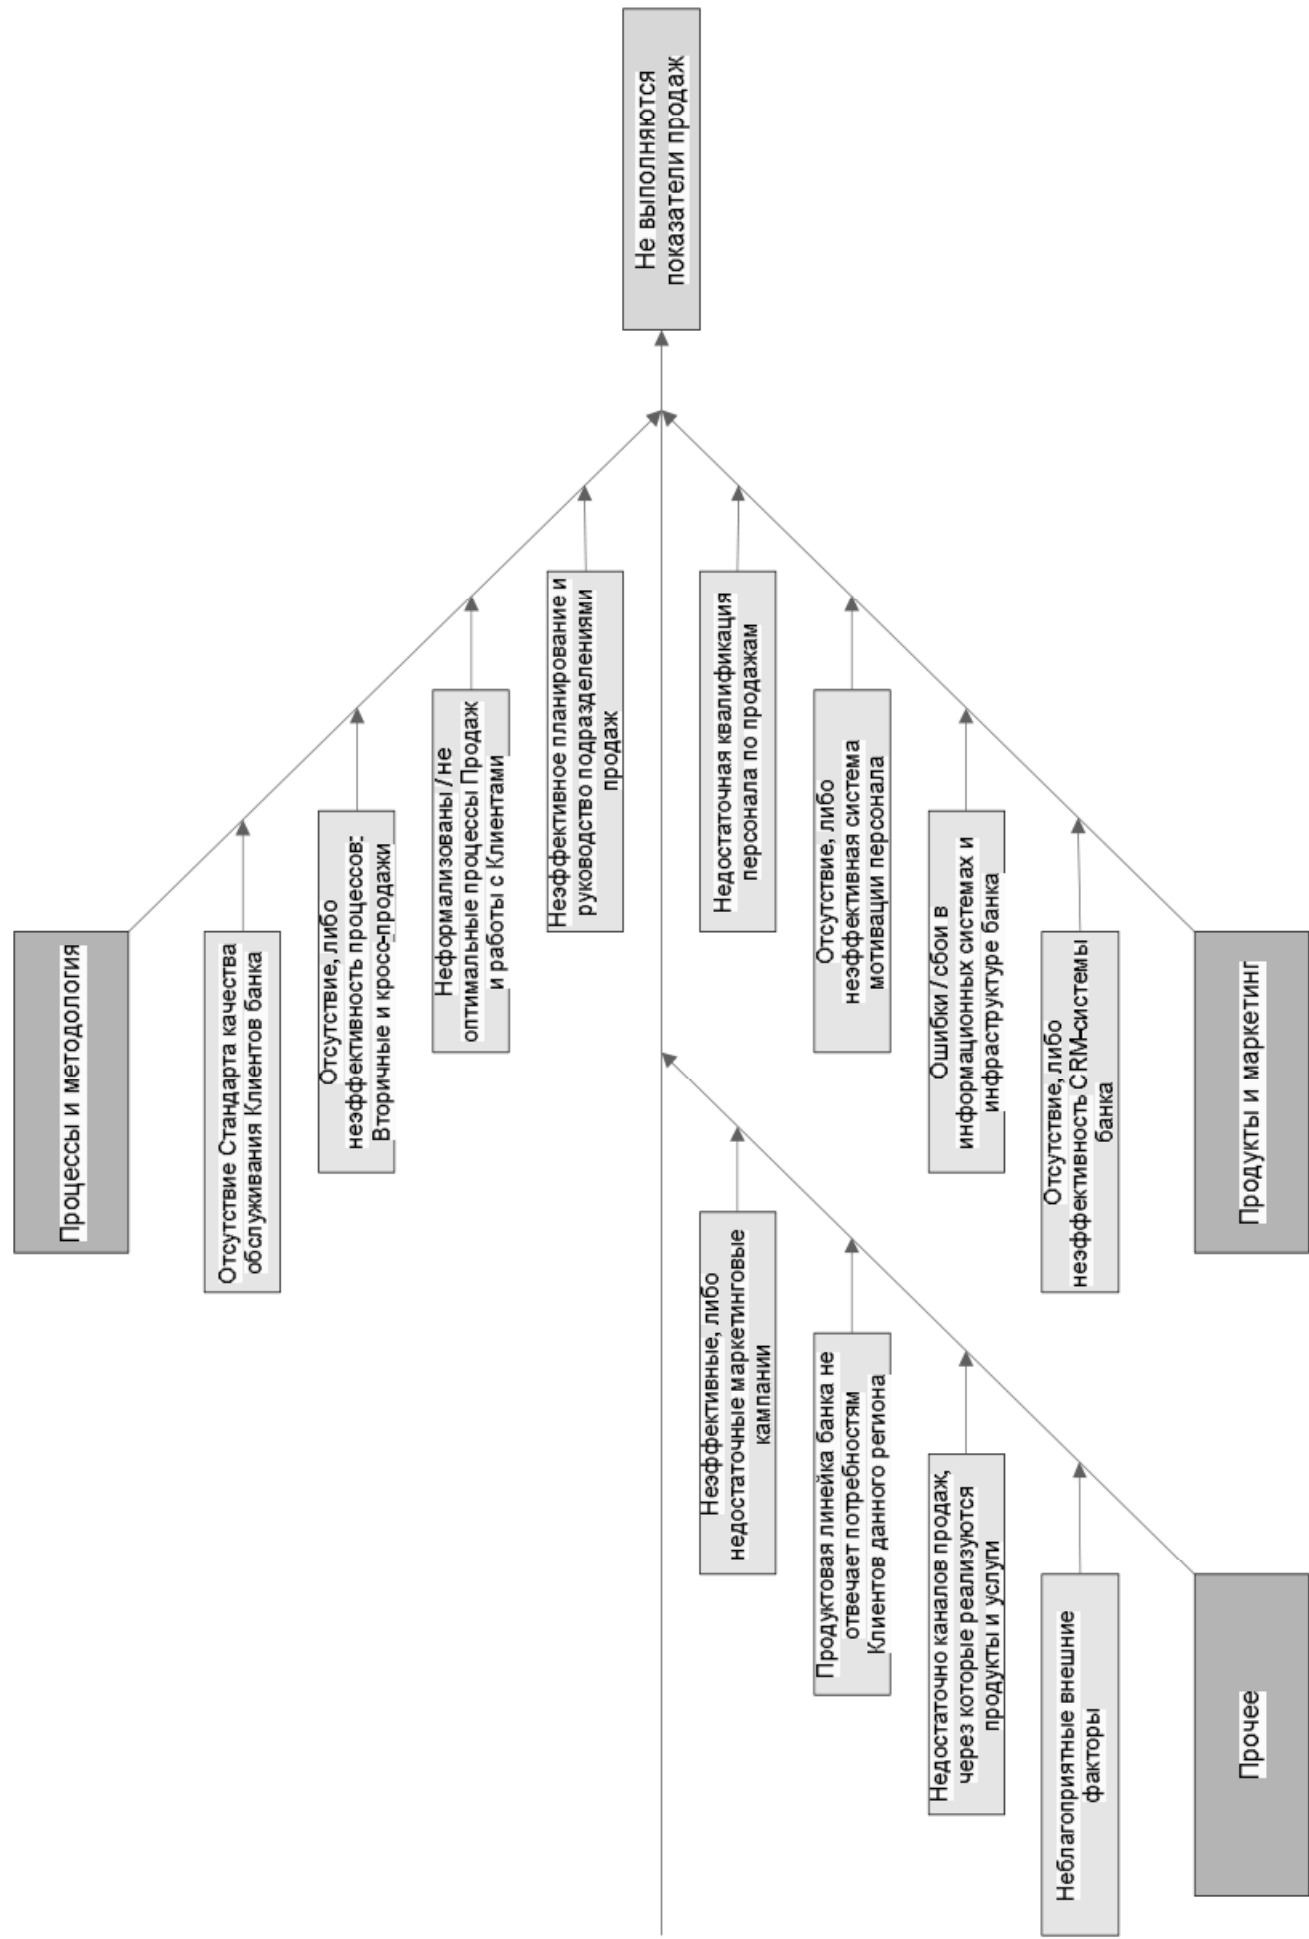 Не выполняются
показатели продаж
Процессы и методология
Отсутствие Стандарта качества
обслуживания Клиентов банка
Отсутствие, либо
неэффективность процессов:
Вторичные и кросс-продажи
Неформализованы / не
оптимальные процессы Продаж
и работы с Клиентами
Неэффективное планирование и
руководство подразделениями
продаж
Недостаточная квалификация
персонала по продажам
Отсутствие, либо
неэффективная система
мотивации персонала
Ошибки / сбои в
информационных системах и
инфраструктуре банка
Отсутствие, либо
неэффективность CRM-системы
банка
Продукты и маркетинг
Неэффективные, либо
недостаточные маркетинговые
кампании
Продуктовая линейка банка не
отвечает потребностям
Клиентов данного региона
Недостаточно каналов продаж,
через которые реализуются
продукты и услуги
Неблагоприятные внешние
факторы
Прочее